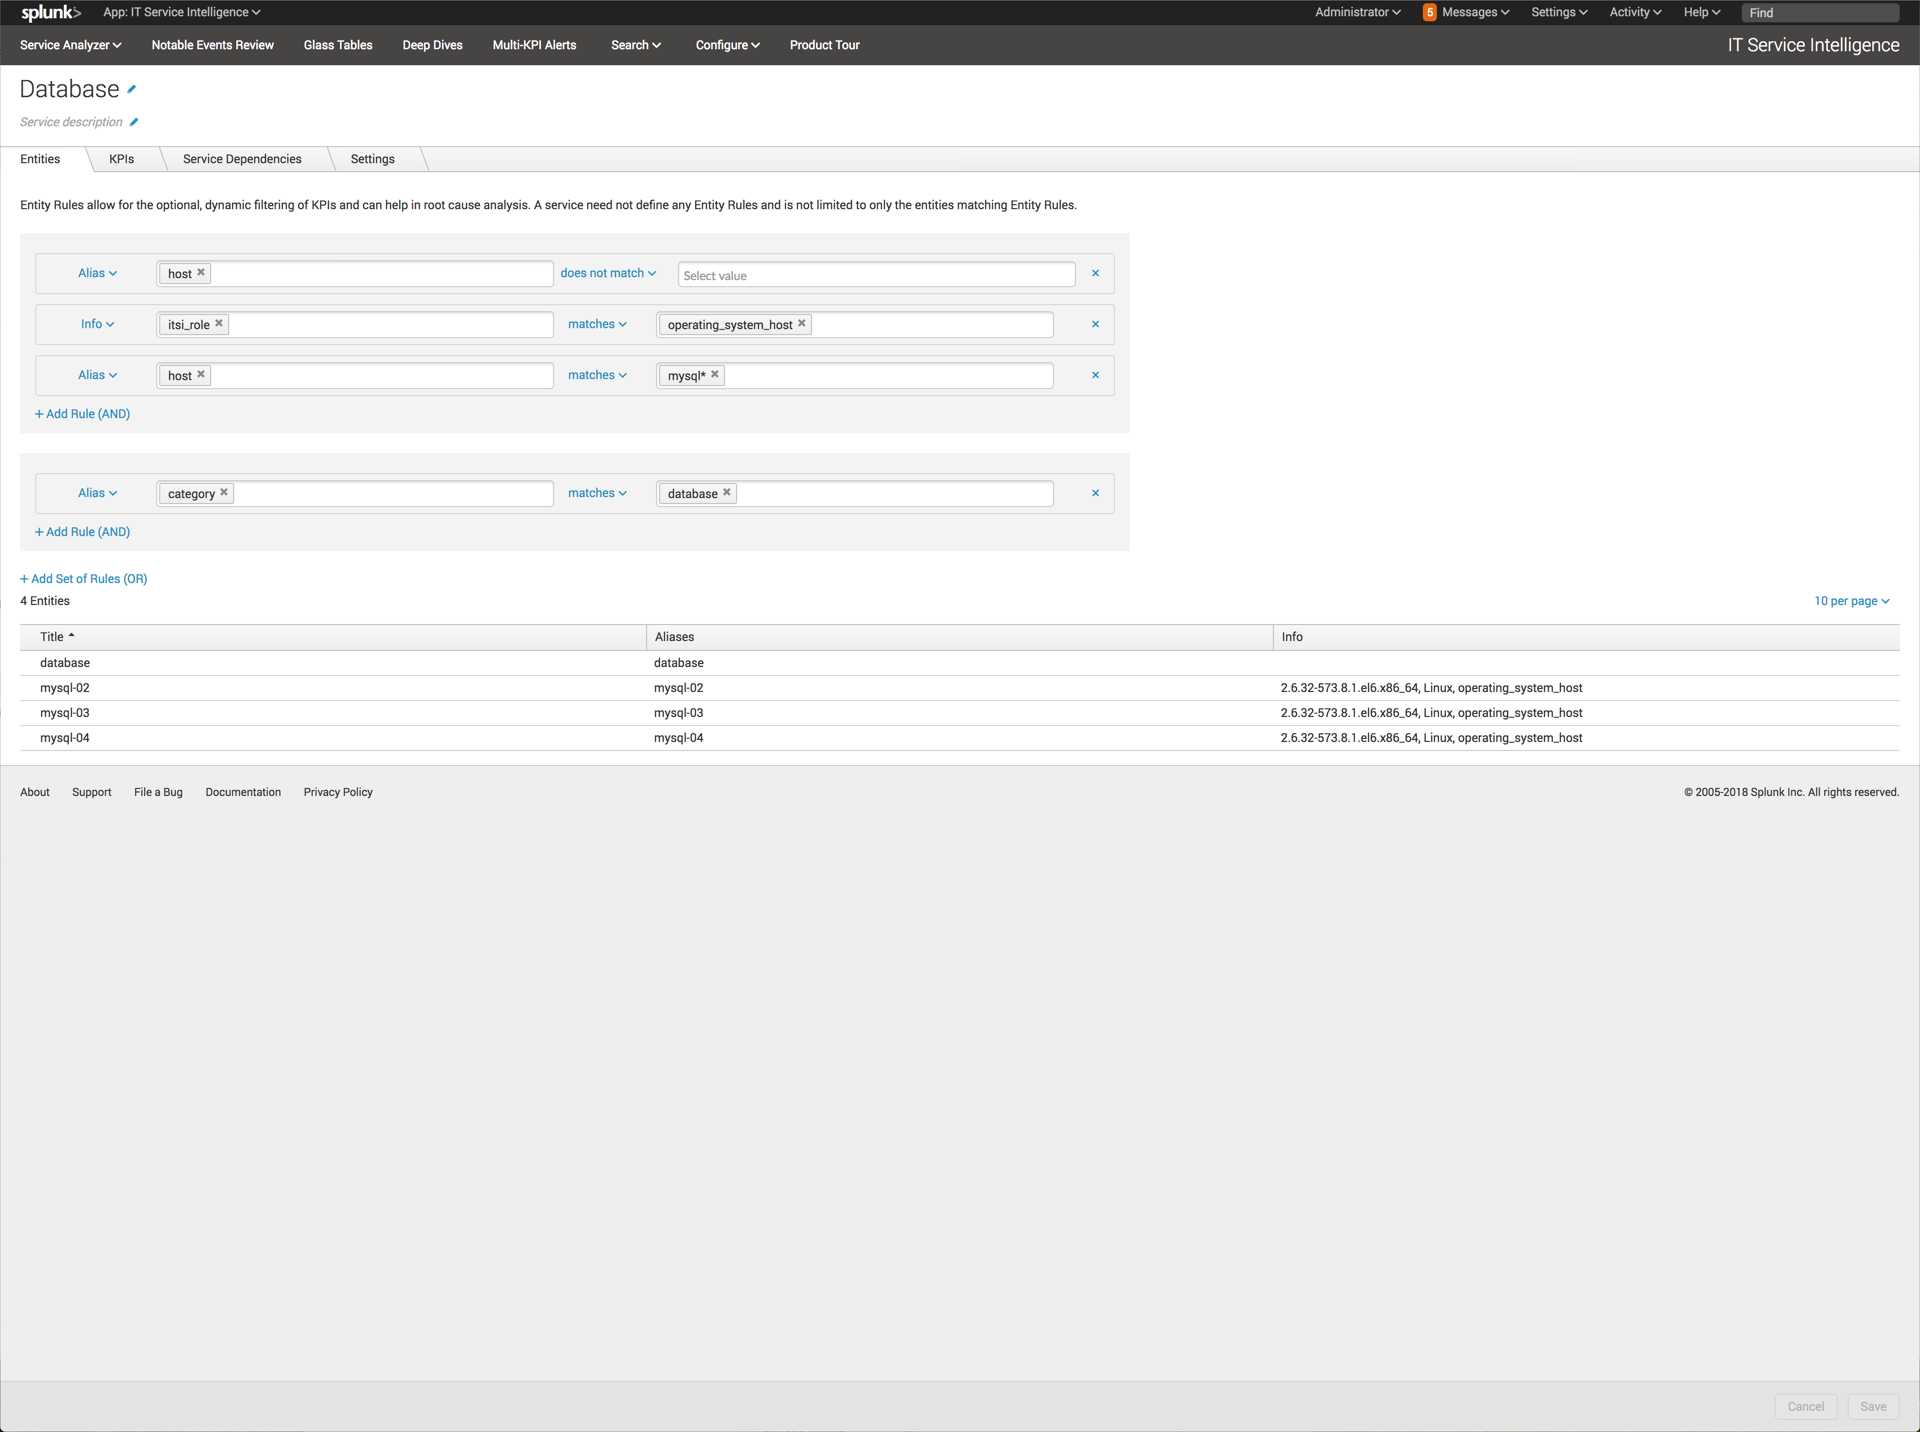 splunk> App: IT Service Intelligence Administrator 5 Messages Settings Activity Help Find
Service Analyzer Notable Events Review Glass Tables Deep Dives Multi-KPI Alerts Search Configure Product Tour IT Service Intelligence
Database
Service description
Entities KPIs Service Dependencies Settings
Entity Rules allow for the optional, dynamic filtering of KPIs and can help in root cause analysis. A service need not define any Entity Rules and is not limited to only the entities matching Entity Rules.
Alias host does not match Select value
Info itsi_role matches operating_system_host
Alias host matches mysql*
+ Add Rule (AND)
Alias category matches database
+ Add Rule (AND)
+ Add Set of Rules (OR)
4 Entities 10 per page
Title Aliases Info
database database
mysql-02 mysql-02 2.6.32-573.8.1.el6.x86_64, Linux, operating_system_host
mysql-03 mysql-03 2.6.32-573.8.1.el6.x86_64, Linux, operating_system_host
mysql-04 mysql-04 2.6.32-573.8.1.el6.x86_64, Linux, operating_system_host
About Support File a Bug Documentation Privacy Policy © 2005-2018 Splunk Inc. All rights reserved.
Cancel Save